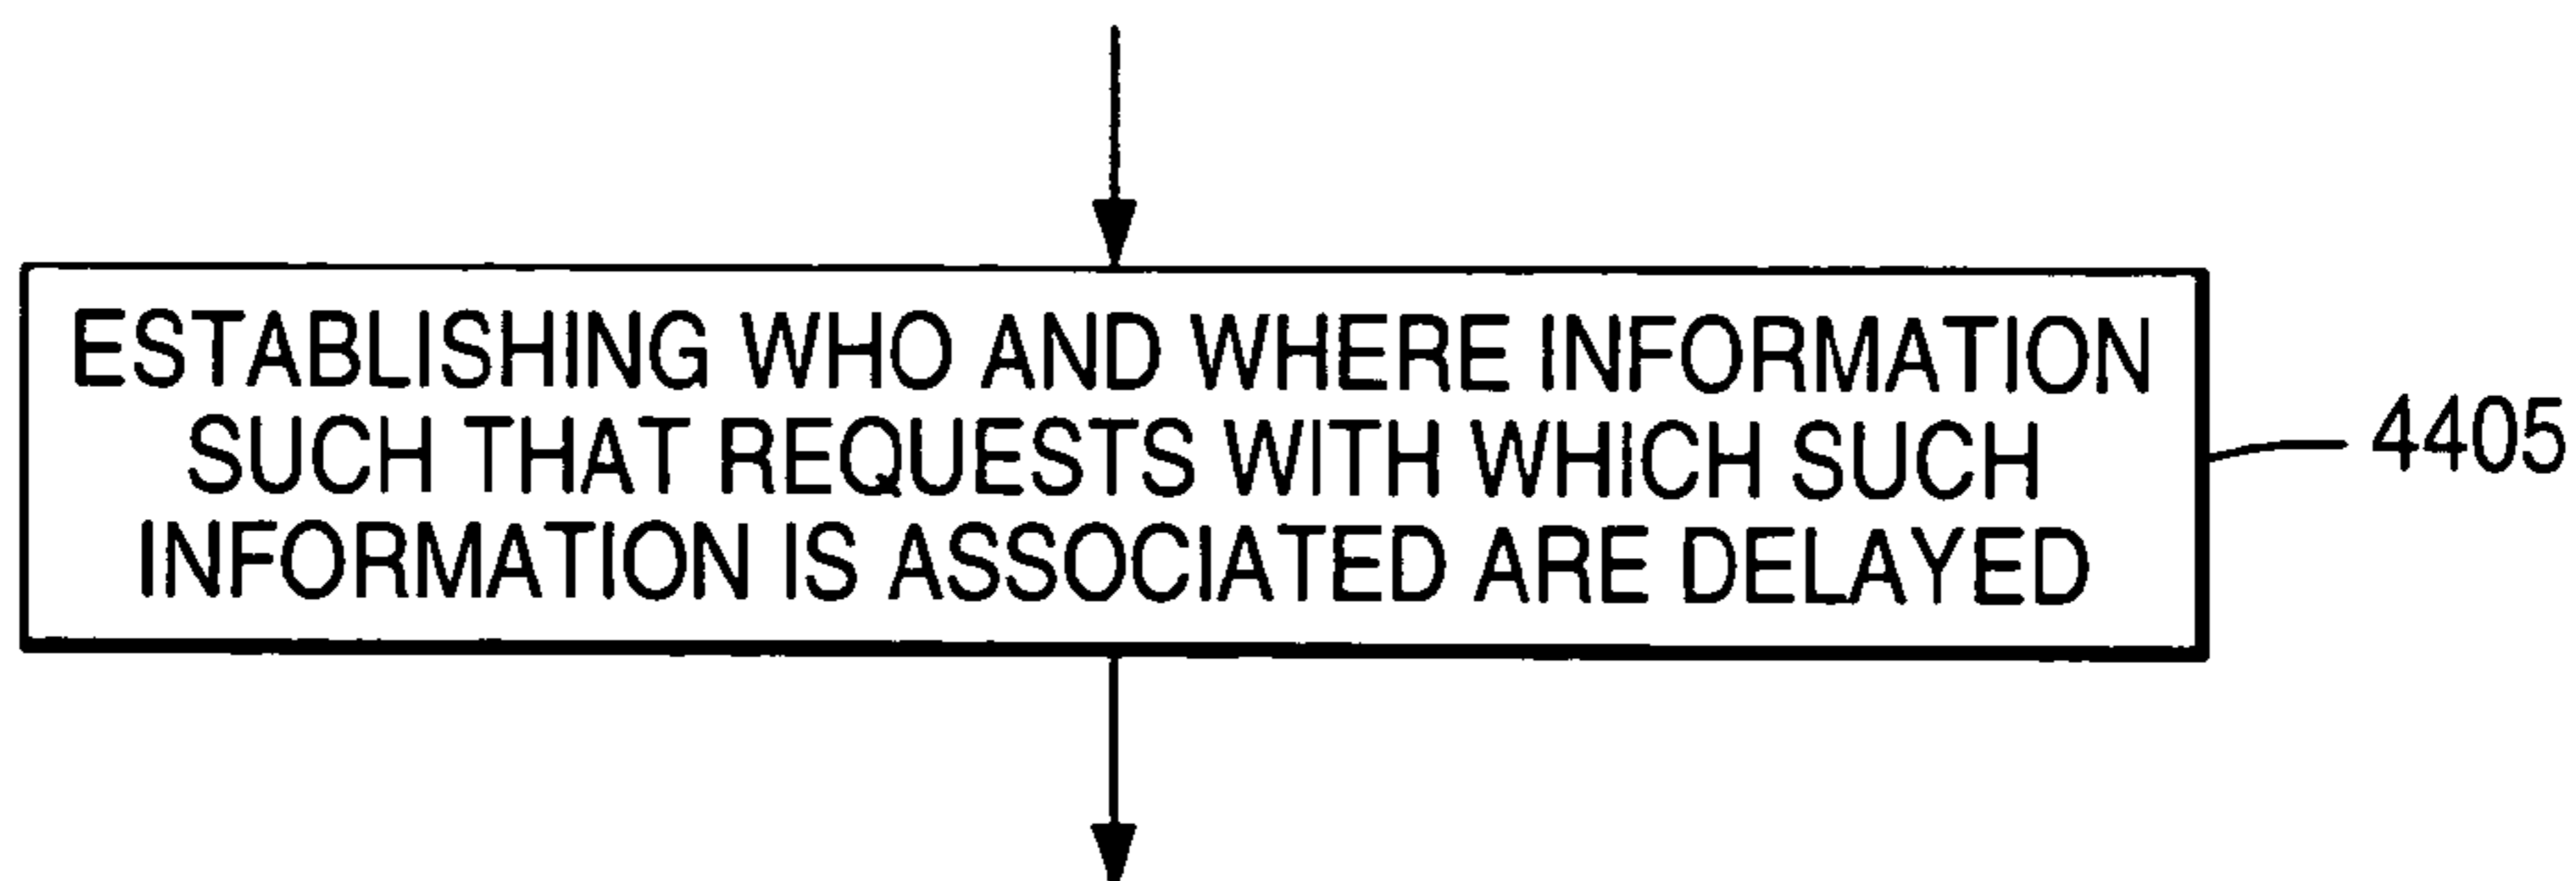 ESTABLISHING WHO AND WHERE INFORMATION
SUCH THAT REQUESTS WITH WHICH SUCH
INFORMATION IS ASSOCIATED ARE DELAYED
4405